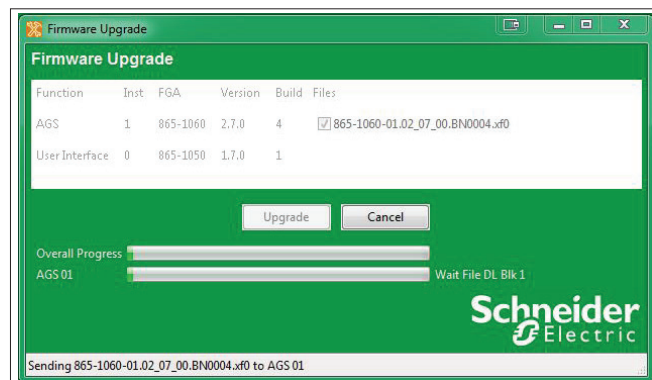 Firmware Upgrade
Firmware Upgrade
Function Inst FGA Version Build Files
AGS 1 865-1060 2.7.0 4 865-1060-01.02_07_00.BN0004.xf0
User Interface 0 865-1050 1.7.0 1
Upgrade Cancel
Overall Progress
AGS 01 Wait File DL Blk 1
Schneider
Electric
Sending 865-1060-01.02_07_00.BN0004.xf0 to AGS 01